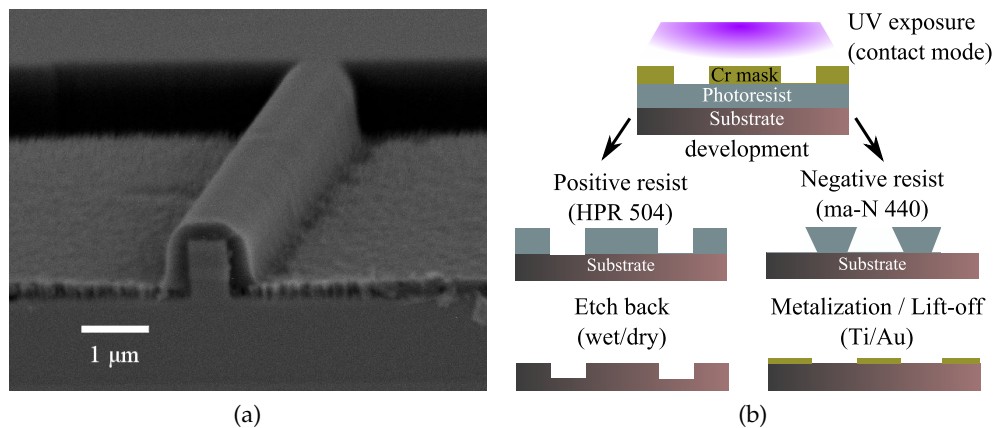 1 μm
(a)
UV exposure
(contact mode)
Cr mask
Photoresist
Substrate
development
Positive resist
(HPR 504)
Substrate
Etch back
(wet/dry)
Negative resist
(ma-N 440)
Substrate
Metalization / Lift-off
(Ti/Au)
(b)